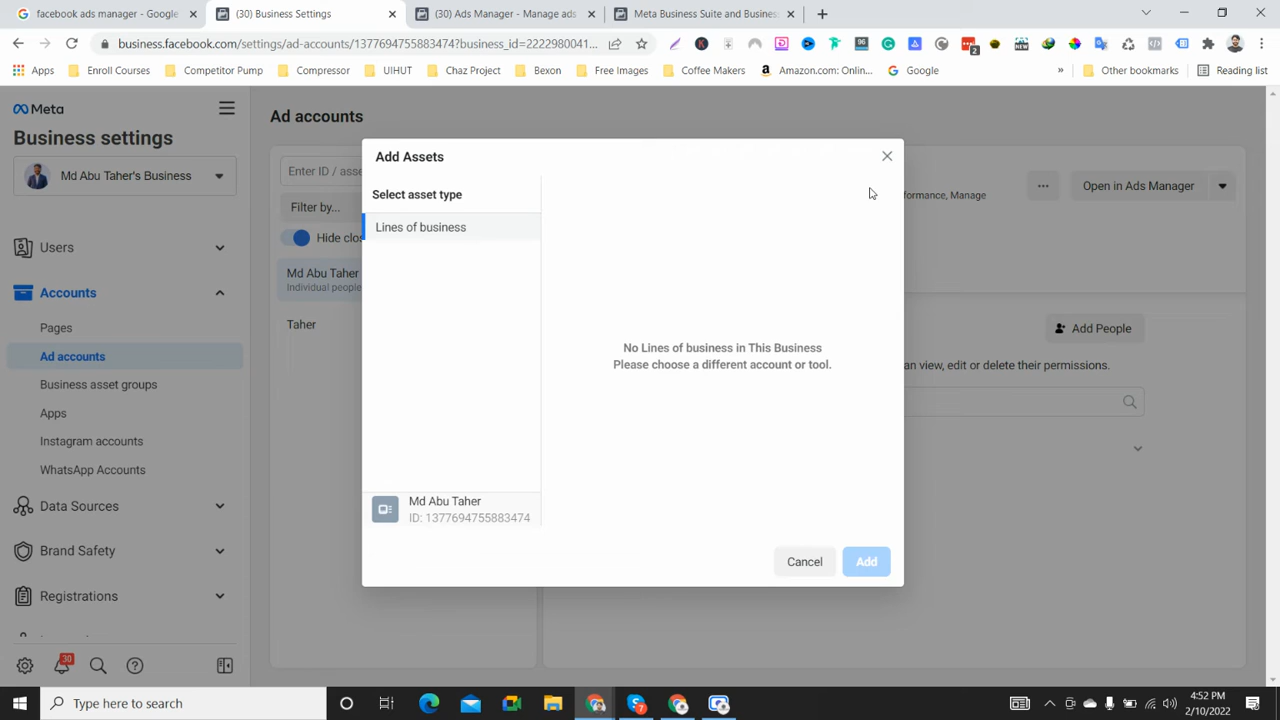 facebook ads manager - Google
(30) Business Settings
(30) Ads Manager - Manage ads
Meta Business Suite and Busines
business.facebook.com/settings/ad-accounts/1377694755883474?business_id=2222980041...
Apps
Enroll Courses
Competitor Pump
Compressor
UIHUT
Chaz Project
Bexon
Free Images
Coffee Makers
Amazon.com: Onlin...
Google
»
Other bookmarks
Reading list
Meta
Business settings
Md Abu Taher's Business
Users
Accounts
Pages
Ad accounts
Business asset groups
Apps
Instagram accounts
WhatsApp Accounts
Data Sources
Brand Safety
Registrations
30
Ad accounts
Enter ID / asse
Filter by...
Hide clos
Md Abu Taher
Individual people
Taher
Add Assets
Select asset type
Lines of business
No Lines of business in This Business
Please choose a different account or tool.
Md Abu Taher
ID: 1377694755883474
Cancel
Add
rformance, Manage
...
Open in Ads Manager
Add People
an view, edit or delete their permissions.
Type here to search
4:52 PM
2/10/2022